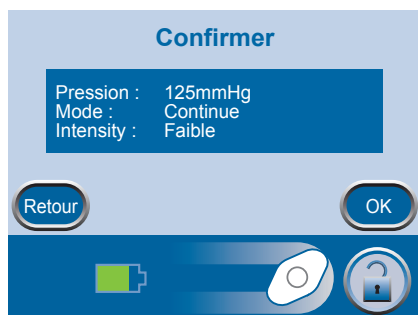 Confirmer
Pression : 125mmHg
Mode : Continue
Intensity : Faible
Retour
OK